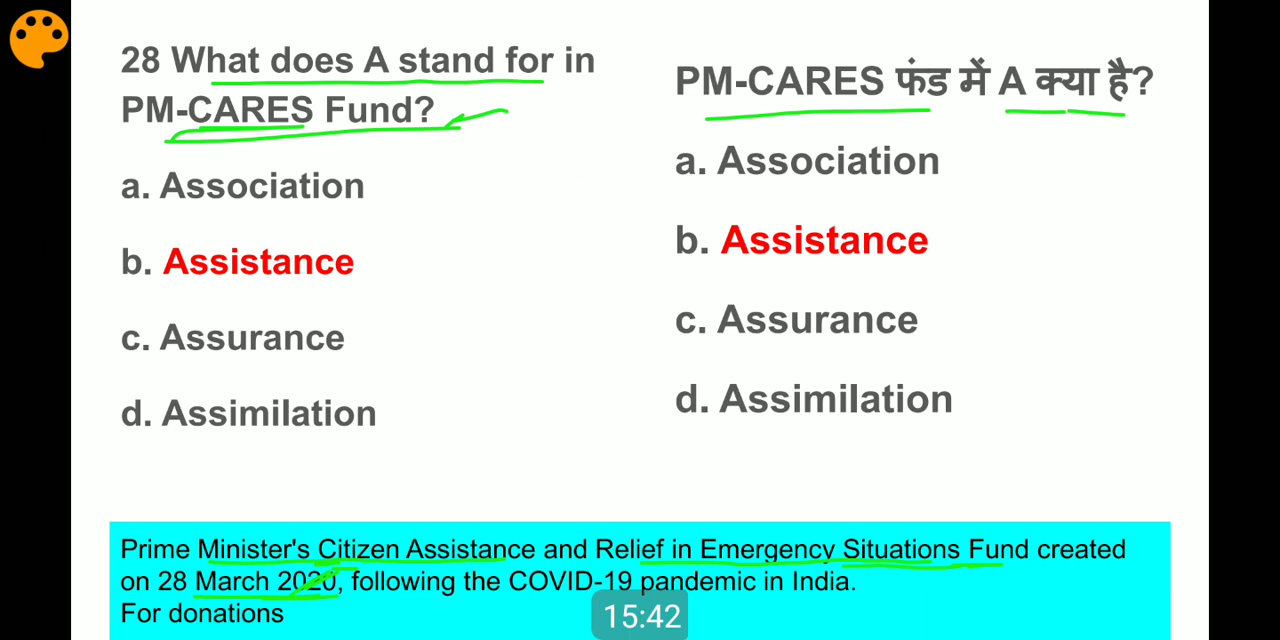 28 What does A stand for in
PM-CARES Fund?
a. Association
b. Assistance
c. Assurance
d. Assimilation
PM-CARES फंड में A क्या है?
a. Association
b. Assistance
c. Assurance
d. Assimilation
Prime Minister's Citizen Assistance and Relief in Emergency Situations Fund created
on 28 March 2020, following the COVID-19 pandemic in India.
For donations
15:42